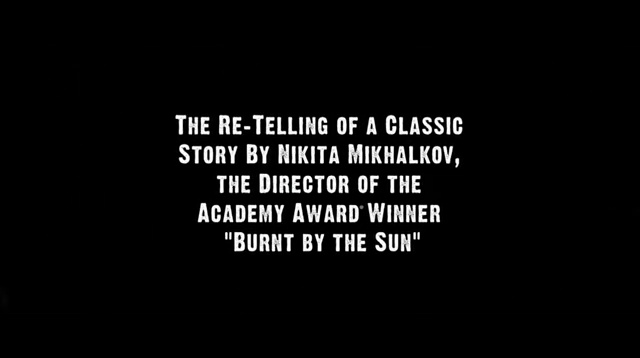 The Re-Telling of a Classic
Story By Nikita Mikhalkov,
the Director of the
Academy Award® Winner
"Burnt by the Sun"